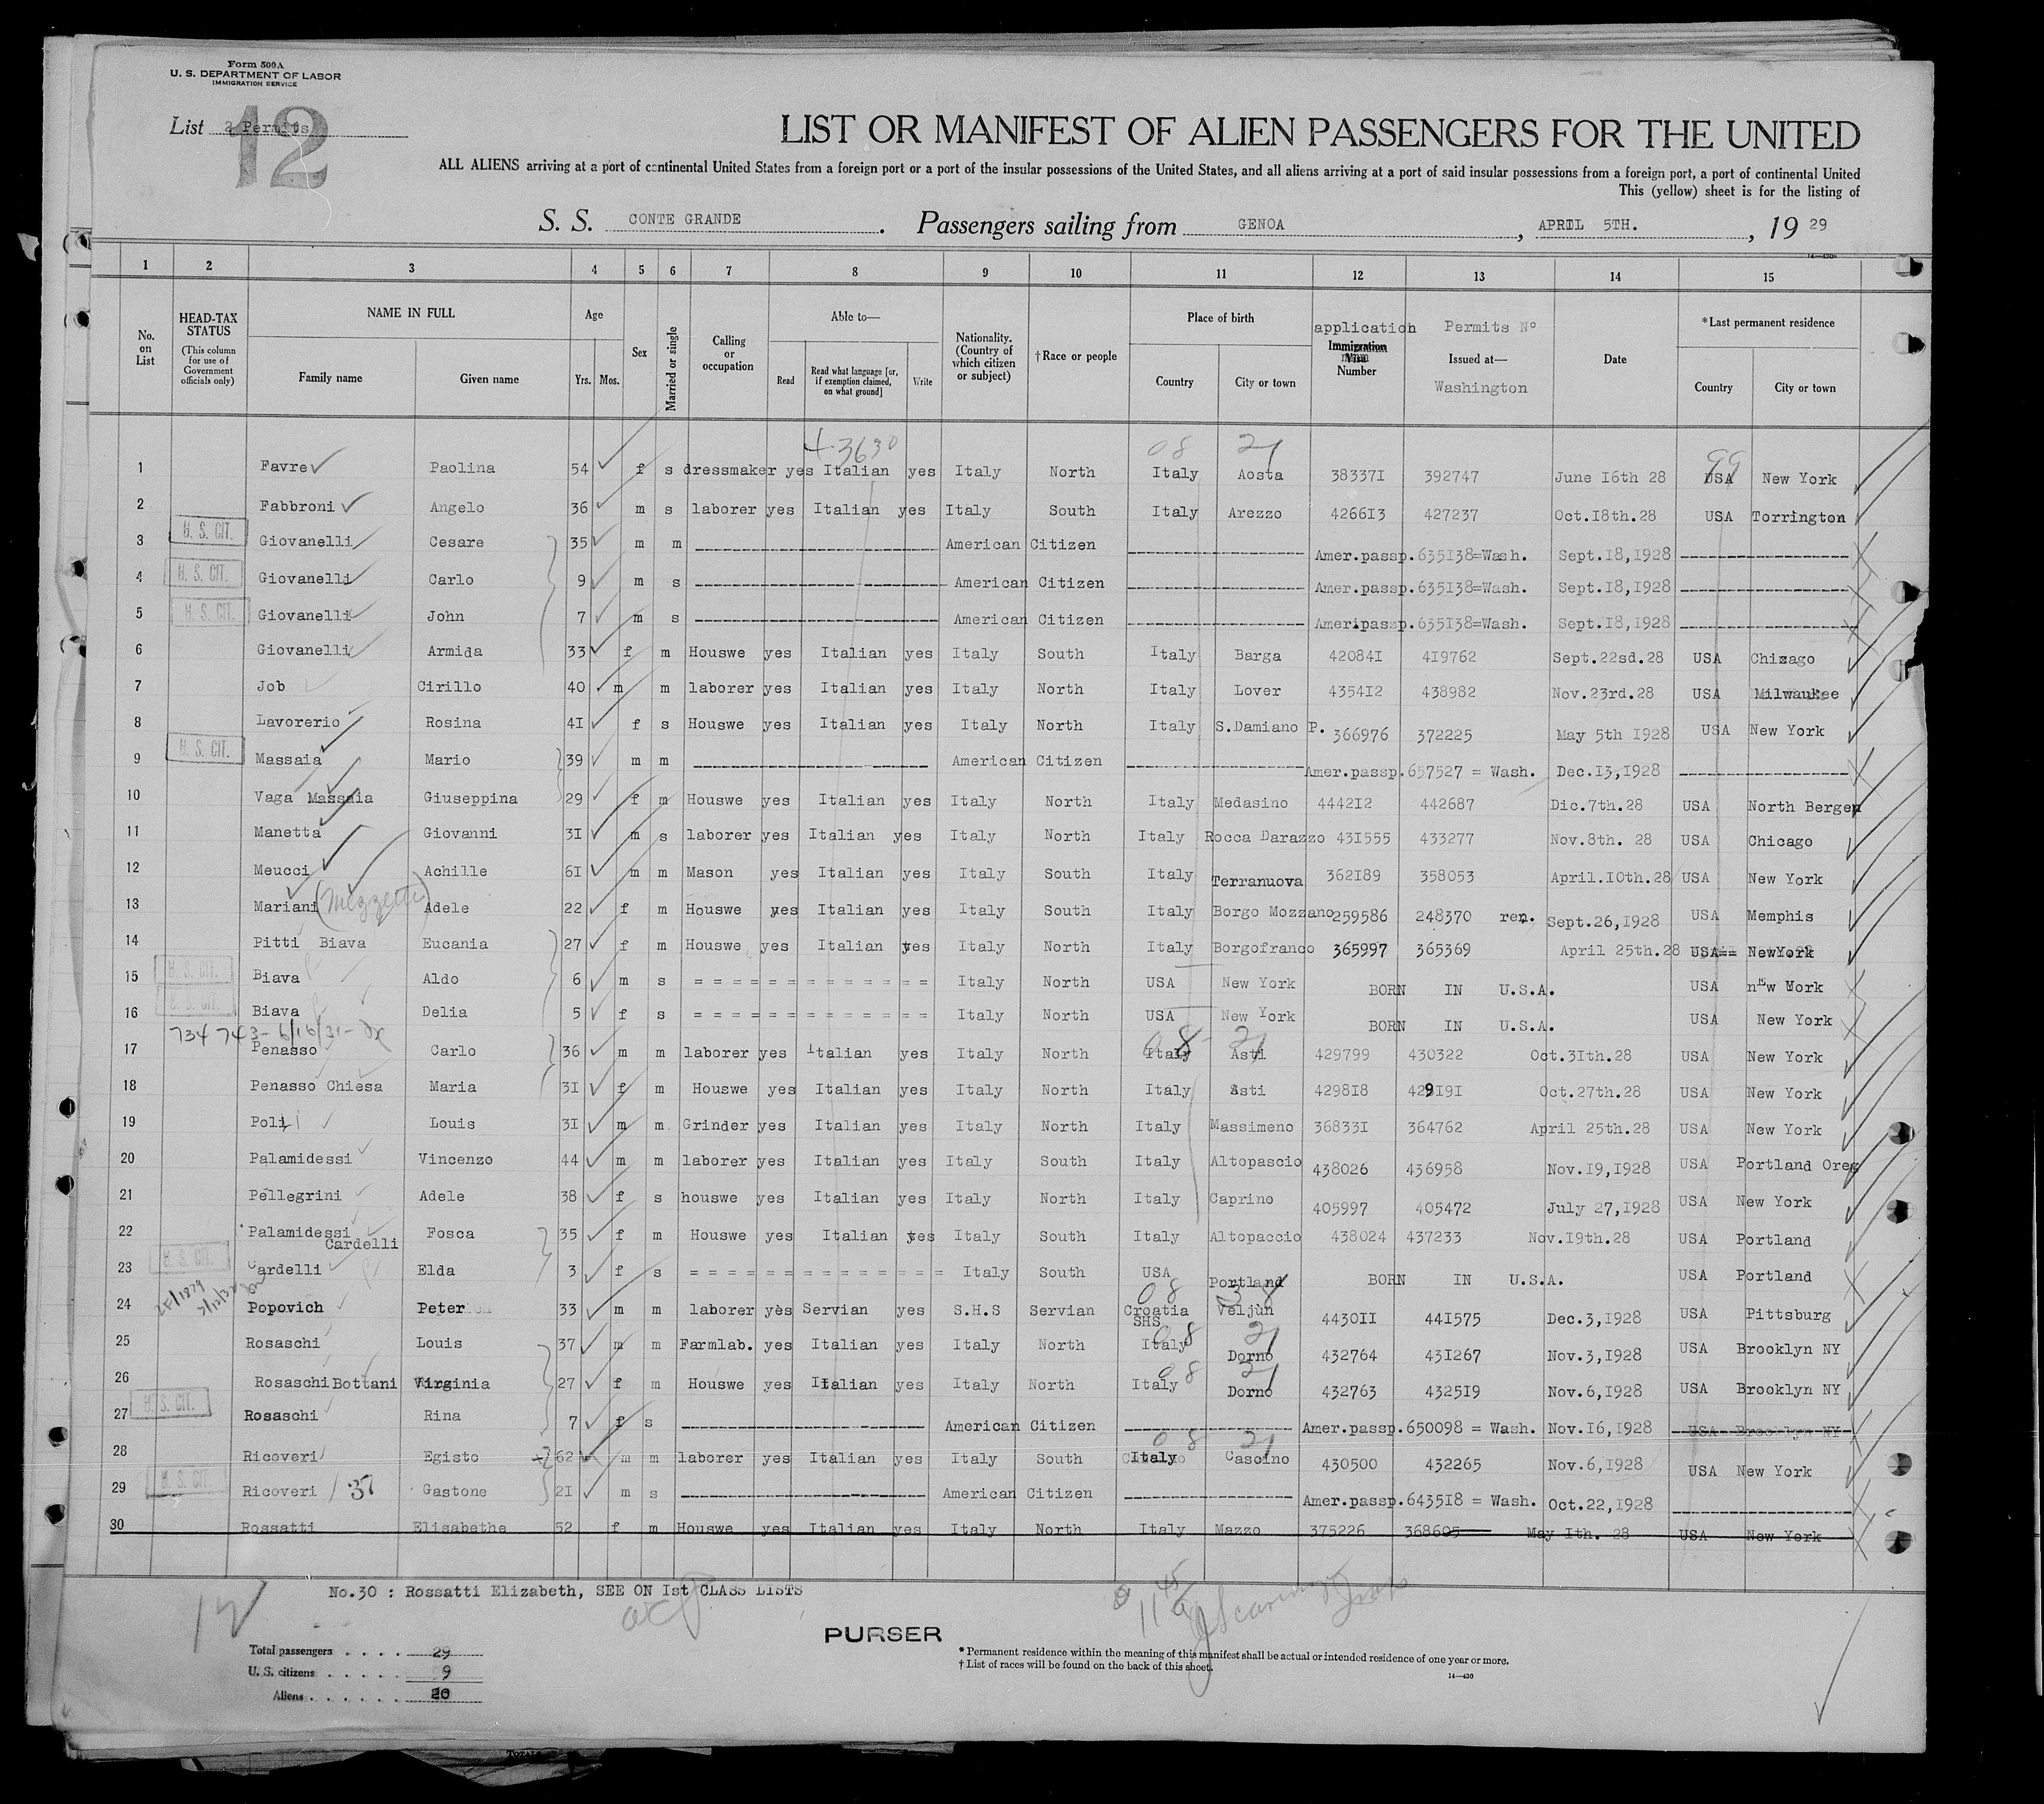 Form 500A
U. S. DEPARTMENT OF LABOR
IMMIGRATION SERVICE
List 2 Permits
12
LIST OR MANIFEST OF ALIEN PASSENGERS FOR THE UNITED
ALL ALIENS arriving at a port of continental United States from a foreign port or a port of the insular possessions of the United States, and all aliens arriving at a port of said insular possessions from a foreign port, a port of continental United
This (yellow) sheet is for the listing of
S. S. CONTE GRANDE. Passengers sailing from GENOA, APRIL 5TH., 19 29
14—430
1 2 3 4 5 6 7 8 9 10 11 12 13 14 15
No. on List
HEAD-TAX STATUS (This column for use of Government officials only)
NAME IN FULL Family name Given name
Age Yrs. Mos.
Sex
Married or single
Calling or occupation
Able to— Read Read what language [or, if exemption claimed, on what ground] Write
Nationality. (Country of which citizen or subject)
†Race or people
Place of birth Country City or town
application Immigration Visa Number
Permits No Issued at— Washington
Date
*Last permanent residence Country City or town
4-3630 08 21 99
1 Favre Paolina 54 f s dressmaker yes Italian yes Italy North Italy Aosta 383371 392747 June 16th 28 USA New York
2 Fabbroni Angelo 36 m s laborer yes Italian yes Italy South Italy Arezzo 426613 427237 Oct.18th.28 USA Torrington
3 U. S. CIT. Giovanelli Cesare 35 m m American Citizen Amer.passp.635138=Wash. Sept.18,1928
4 U. S. CIT. Giovanelli Carlo 9 m s American Citizen Amer.passp.635138=Wash. Sept.18,1928
5 U. S. CIT. Giovanelli John 7 m s American Citizen Ameripassp.635138=Wash. Sept.18,1928
6 Giovanelli Armida 33 f m Houswe yes Italian yes Italy South Italy Barga 420841 419762 Sept.22sd.28 USA Chizago
7 Job Cirillo 40 m m laborer yes Italian yes Italy North Italy Lover 435412 438982 Nov.23rd.28 USA Milwaukee
8 Lavorerio Rosina 41 f s Houswe yes Italian yes Italy North Italy S.Damiano P. 366976 372225 May 5th 1928 USA New York
9 U. S. CIT. Massaia Mario 39 m m American Citizen Amer.passp.657527 = Wash. Dec.13,1928
10 Vaga Massaia Giuseppina 29 f m Houswe yes Italian yes Italy North Italy Medasino 444212 442687 Dic.7th.28 USA North Bergen
11 Manetta Giovanni 31 m s laborer yes Italian yes Italy North Italy Rocca Darazzo 431555 433277 Nov.8th. 28 USA Chicago
12 Meucci Achille 61 m m Mason yes Italian yes Italy South Italy Terranuova 362189 358053 April.10th.28 USA New York
13 Mariani (Mezzetti) Adele 22 f m Houswe yes Italian yes Italy South Italy Borgo Mozzano 259586 248370 ren. Sept.26,1928 USA Memphis
14 Pitti Biava Eucania 27 f m Houswe yes Italian yes Italy North Italy Borgofranco 365997 365369 April 25th.28 USA== NewYork
15 U. S. CIT. Biava Aldo 6 m s = = = = = = = = = = = = Italy North USA New York BORN IN U.S.A. USA nEw York
16 U. S. CIT. Biava Delia 5 f s = = = = = = = = = = = = Italy North USA New York BORN IN U.S.A. USA New York
734 743- 6/16/31- 08 21
17 Penasso Carlo 36 m m laborer yes Italian yes Italy North Italy Asti 429799 430322 Oct.31th.28 USA New York
18 Penasso Chiesa Maria 31 f m Houswe yes Italian yes Italy North Italy Asti 429818 429191 Oct.27th.28 USA New York
19 Poli Louis 31 m m Grinder yes Italian yes Italy North Italy Massimeno 368331 364762 April 25th.28 USA New York
20 Palamidessi Vincenzo 44 m m laborer yes Italian yes Italy South Italy Altopascio 438026 436958 Nov.19,1928 USA Portland Oreg
21 Pellegrini Adele 38 f s houswe yes Italian yes Italy North Italy Caprino 405997 405472 July 27,1928 USA New York
22 Palamidessi Cardelli Fosca 35 f m Houswe yes Italian yes Italy South Italy Altopaccio 438024 437233 Nov.19th.28 USA Portland
23 U. S. CIT. Cardelli Elda 3 f s = = = = = = = = = = = = = Italy South USA Portland BORN IN U.S.A. USA Portland
08
24 Popovich Peter 33 m m laborer yès Servian yes S.H.S Servian Croatia SHS Veljùn 443011 441575 Dec.3,1928 USA Pittsburg
08 21
25 Rosaschi Louis 37 m m Farmlab. yes Italian yes Italy North Italy Dorno 432764 431267 Nov.3,1928 USA Brooklyn NY
08 21
26 Rosaschi Bottani Virginia 27 f m Houswe yes Italian yes Italy North Italy Dorno 432763 432519 Nov.6,1928 USA Brooklyn NY
27 U. S. CIT. Rosaschi Rina 7 f s American Citizen Amer.passp.650098 = Wash. Nov.16,1928 USA Brooklyn NY
08 21
28 Ricoveri Egisto 62 m m laborer yes Italian yes Italy South Italy Cascino 430500 432265 Nov.6,1928 USA New York
29 U. S. CIT. Ricoveri 37 Gastone 21 m s American Citizen Amer.passp.643518 = Wash. Oct.22,1928
30 Rossatti Elisabethe 52 f m Houswe yes Italian yes Italy North Italy Mazzo 375226 368605 May 1th. 28 USA New York
No.30 : Rossatti Elizabeth, SEE ON Ist CLASS LISTS
PURSER
Total passengers . . . . 29
U. S. citizens . . . . . 9
Aliens . . . . . . 20
* Permanent residence within the meaning of this manifest shall be actual or intended residence of one year or more.
† List of races will be found on the back of this sheet.
14—430